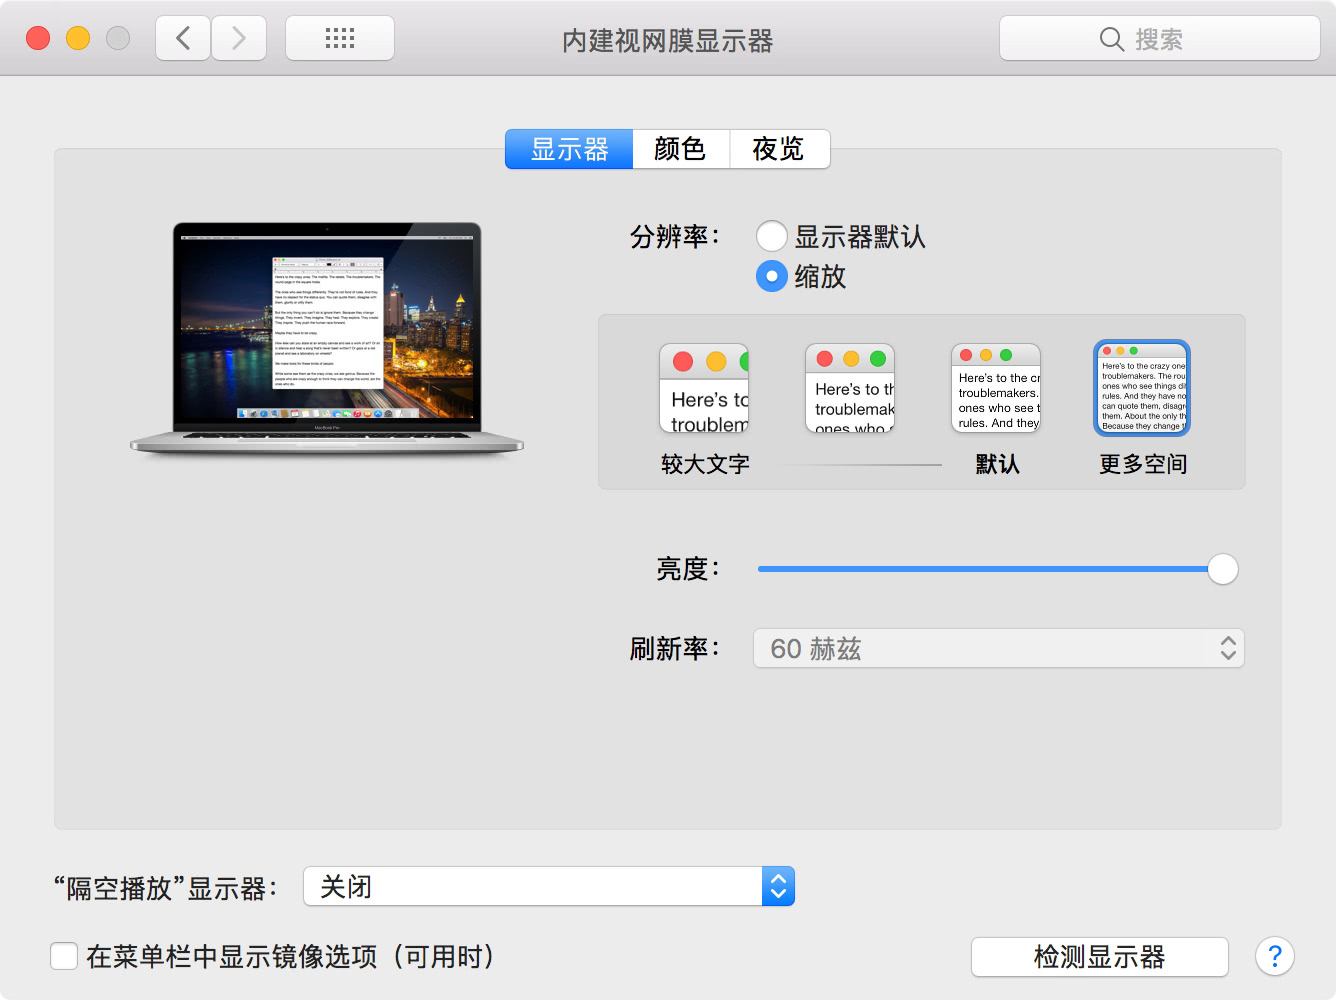 内建视网膜显示器
搜索
显示器 颜色 夜览
分辨率： 显示器默认
缩放
Here's to
troublem
Here's to th
troublemak
ones who
Here's to the cr
troublemakers.
ones who see t
rules. And they
Here's to the crazy one
troublemakers. The rou
ones who see things di
rules. And they have no
can quote them, disagre
them. About the only th
Because they change t
较大文字 默认 更多空间
亮度：
刷新率： 60 赫兹
“隔空播放”显示器： 关闭
在菜单栏中显示镜像选项（可用时）
检测显示器 ?